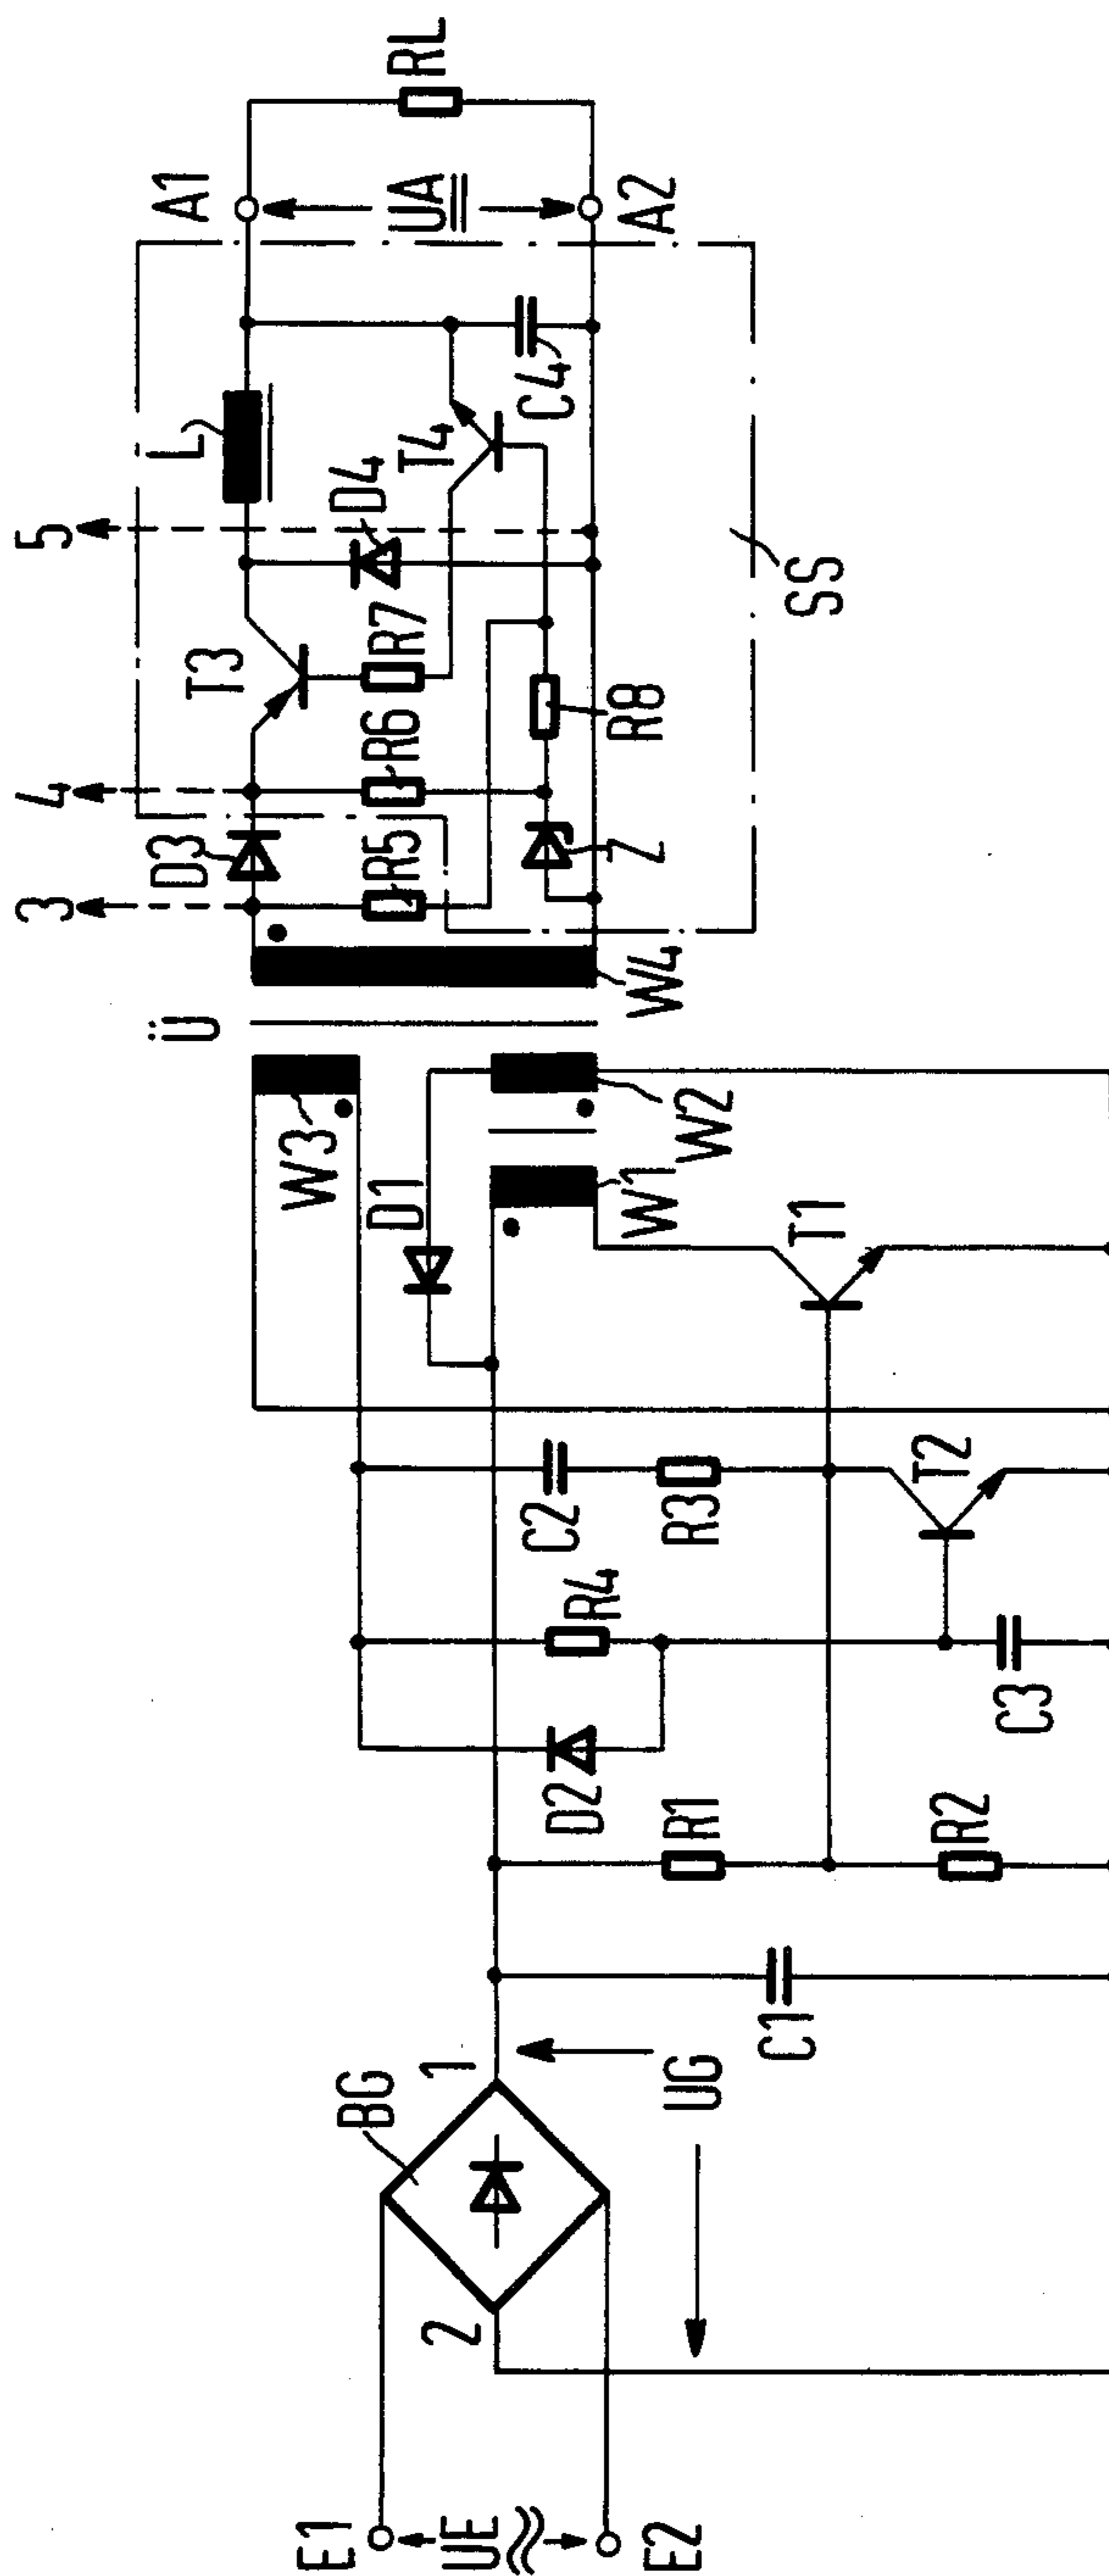 E1
UE
E2
BG
1
2
UG
C1
R1
R2
D2
R4
C3
C2
R3
T2
T1
D1
W3
W1
W2
Ü
W4
3
D3
4
R5
R6
R7
T3
Z
R8
5
D4
L
T4
C4
SS
A1
UA
A2
RL